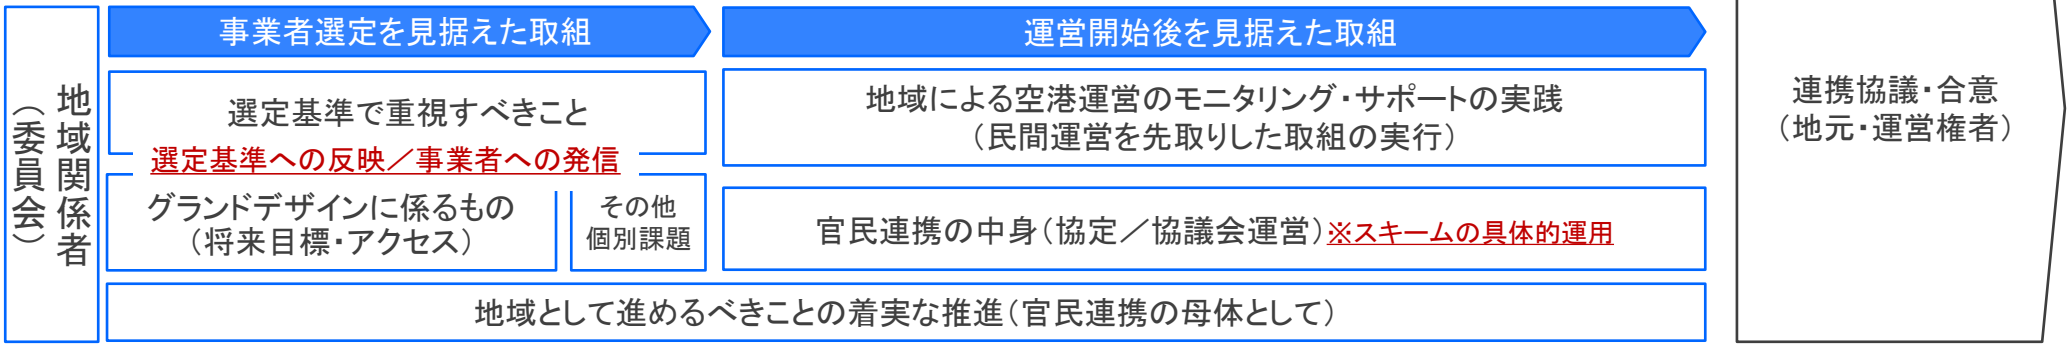 地域関係者
（委員会）
事業者選定を見据えた取組
選定基準で重視すべきこと
選定基準への反映／事業者への発信
グランドデザインに係るもの
（将来目標・アクセス）
その他
個別課題
運営開始後を見据えた取組
地域による空港運営のモニタリング・サポートの実践
（民間運営を先取りした取組の実行）
官民連携の中身（協定／協議会運営）※スキームの具体的運用
地域として進めるべきことの着実な推進（官民連携の母体として）
連携協議・合意
（地元・運営権者）